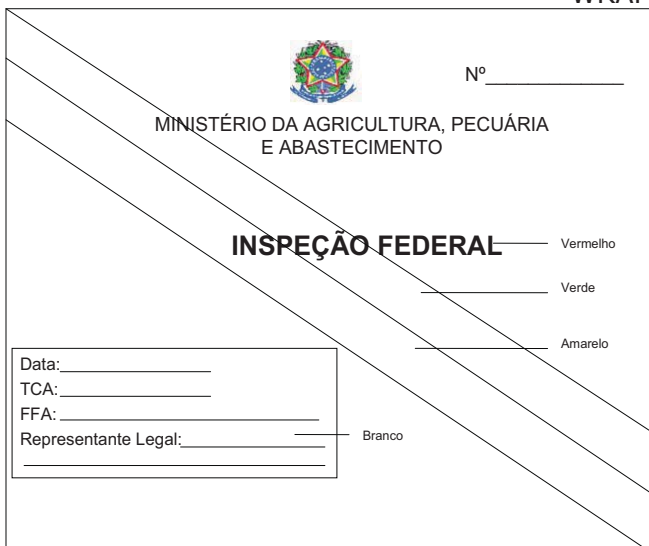 Nº____________
MINISTÉRIO DA AGRICULTURA, PECUÁRIA
E ABASTECIMENTO
INSPEÇÃO FEDERAL
Vermelho
Verde
Amarelo
Data:
TCA:
FFA:
Representante Legal:
Branco